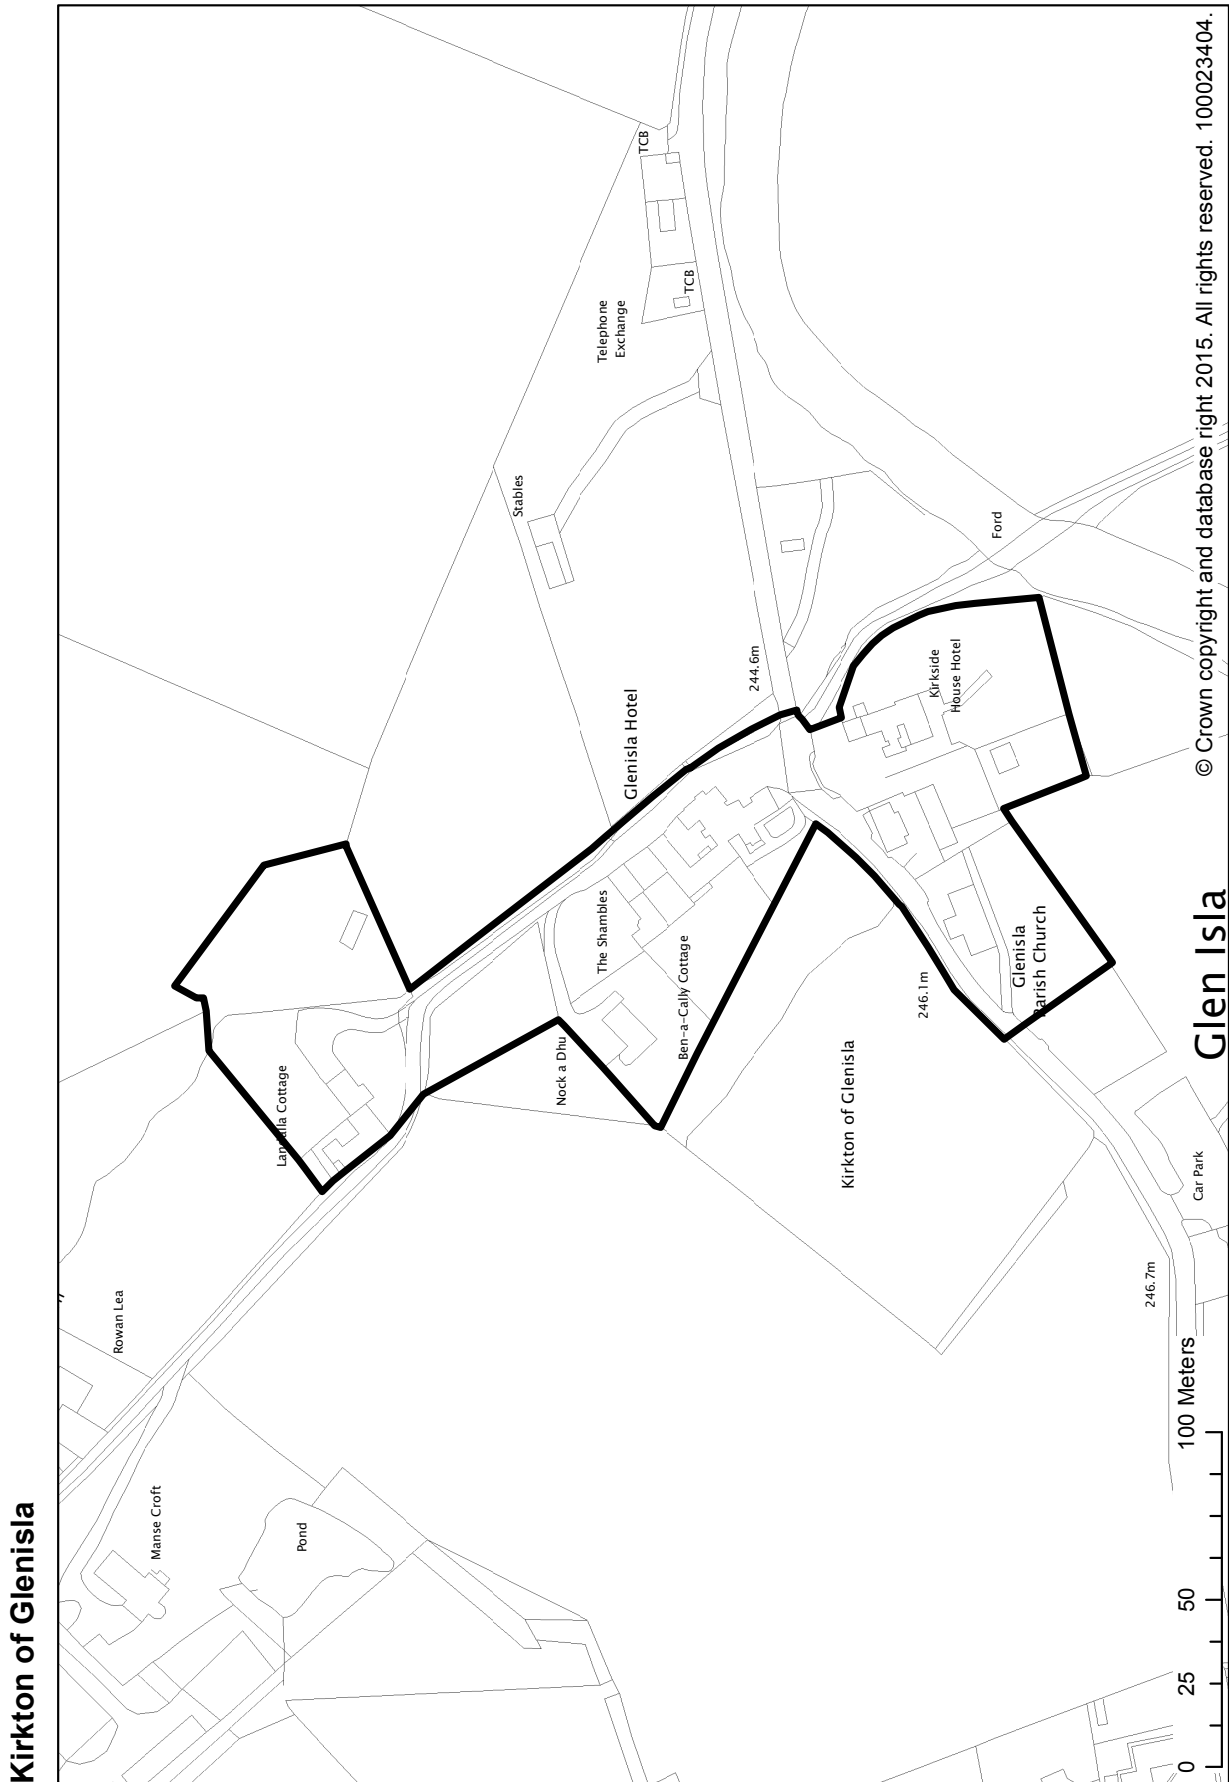 Kirkton of Glenisla
Rowan Lea
Manse Croft
Pond
Landalla Cottage
Nock a Dhu
The Shambles
Ben-a-Cally Cottage
Glenisla Hotel
Stables
Telephone
Exchange
TCB
TCB
244.6m
Kirkside
House Hotel
Ford
Kirkton of Glenisla
246.1m
Glenisla
Parish Church
Car Park
246.7m
Glen Isla
0 25 50 100 Meters
© Crown copyright and database right 2015. All rights reserved. 100023404.